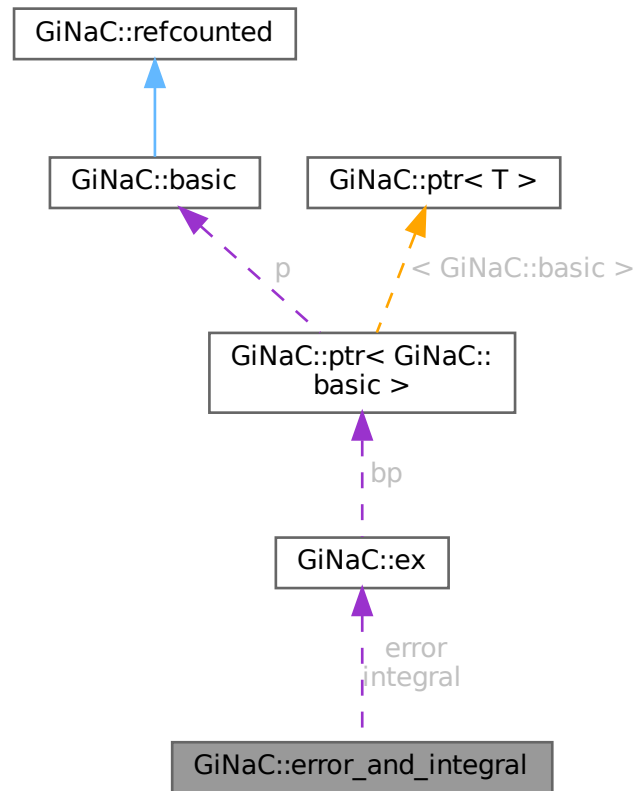 GiNaC::refcounted
GiNaC::basic
GiNaC::ptr< T >
p
< GiNaC::basic >
GiNaC::ptr< GiNaC::
basic >
bp
GiNaC::ex
error
integral
GiNaC::error_and_integral